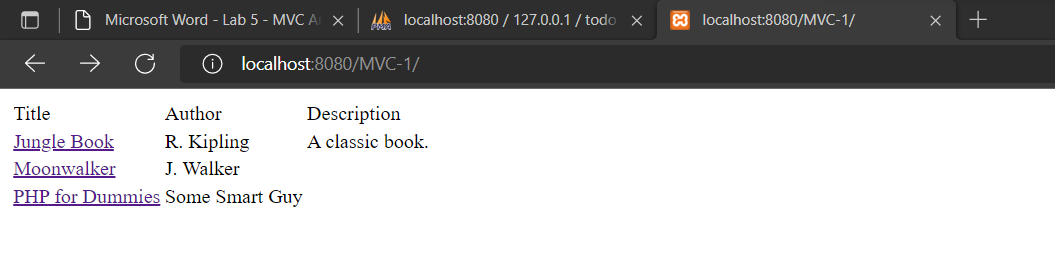 Microsoft Word - Lab 5 - MVC A
localhost:8080 / 127.0.0.1 / todo
localhost:8080/MVC-1/
localhost:8080/MVC-1/
Title Author Description
Jungle Book R. Kipling A classic book.
Moonwalker J. Walker
PHP for Dummies Some Smart Guy